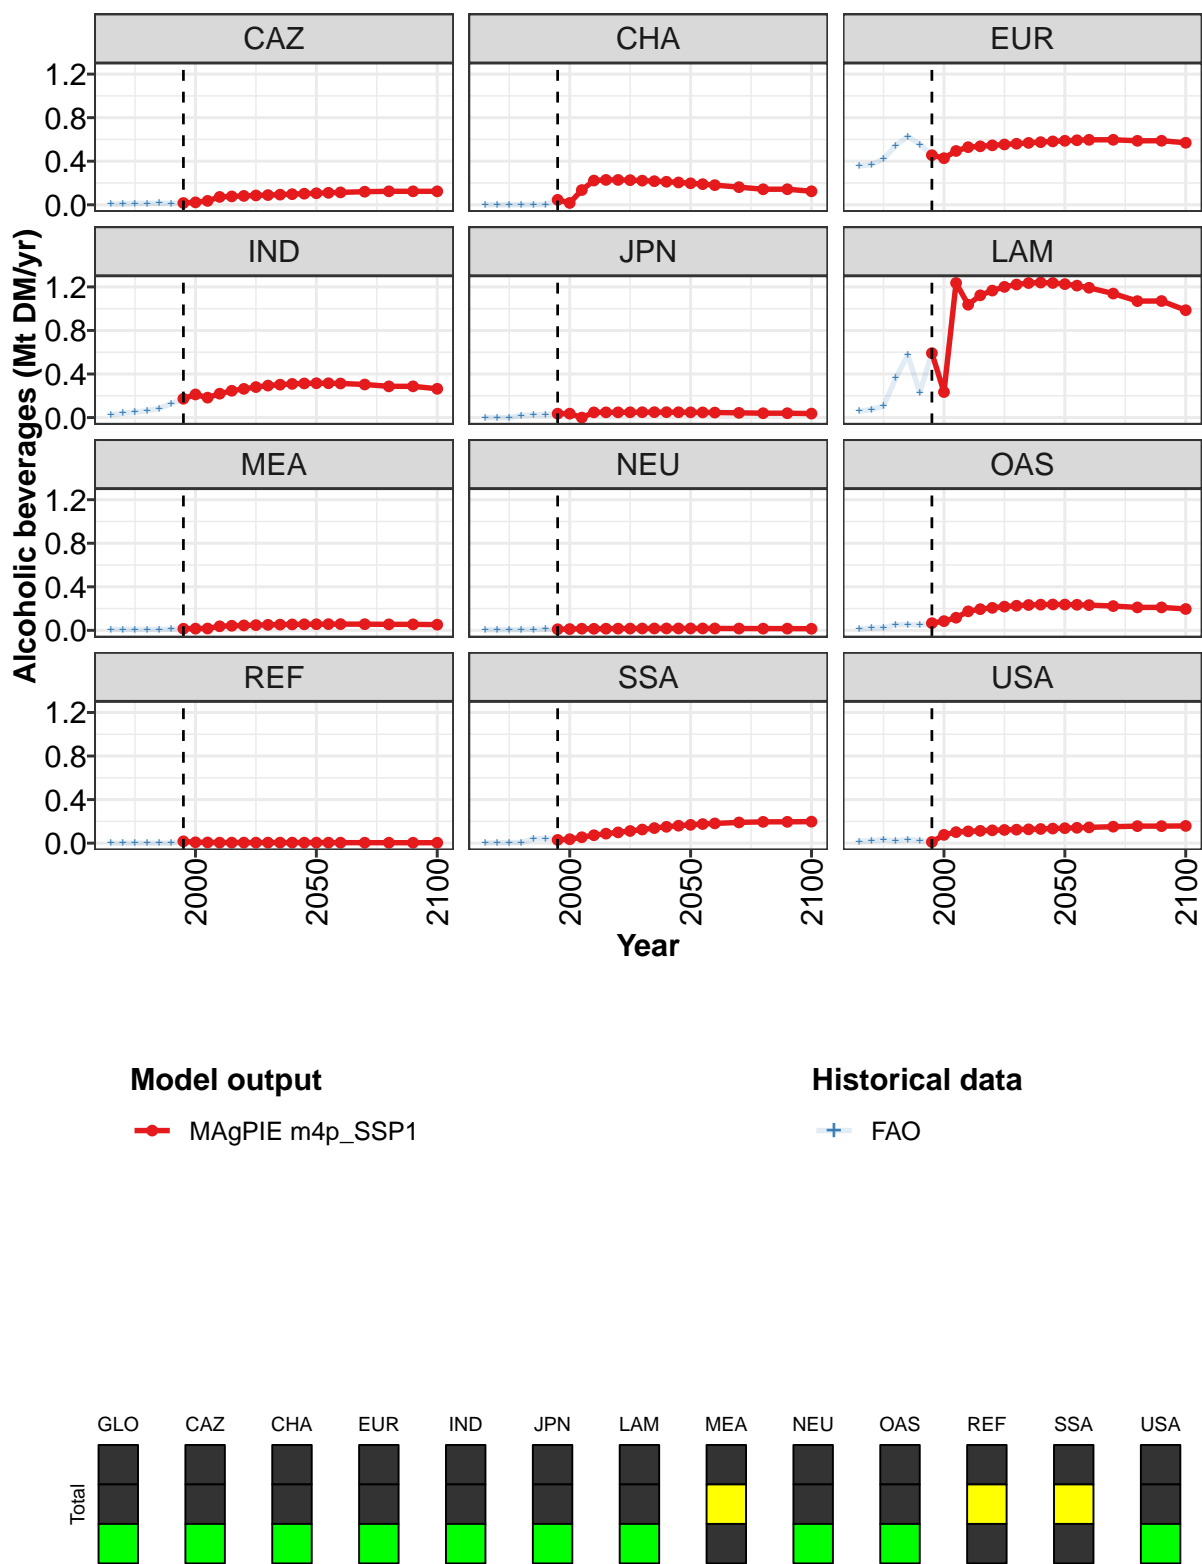 CAZ CHA EUR
1.2
0.8
0.4
0.0
IND JPN LAM
1.2
0.8
0.4
0.0
MEA NEU OAS
1.2
0.8
0.4
0.0
REF SSA USA
1.2
0.8
0.4
0.0
Alcoholic beverages (Mt DM/yr)
2000 2050 2100 2000 2050 2100 2000 2050 2100
Year
Model output Historical data
MAgPIE m4p_SSP1 FAO
GLO CAZ CHA EUR IND JPN LAM MEA NEU OAS REF SSA USA
Total